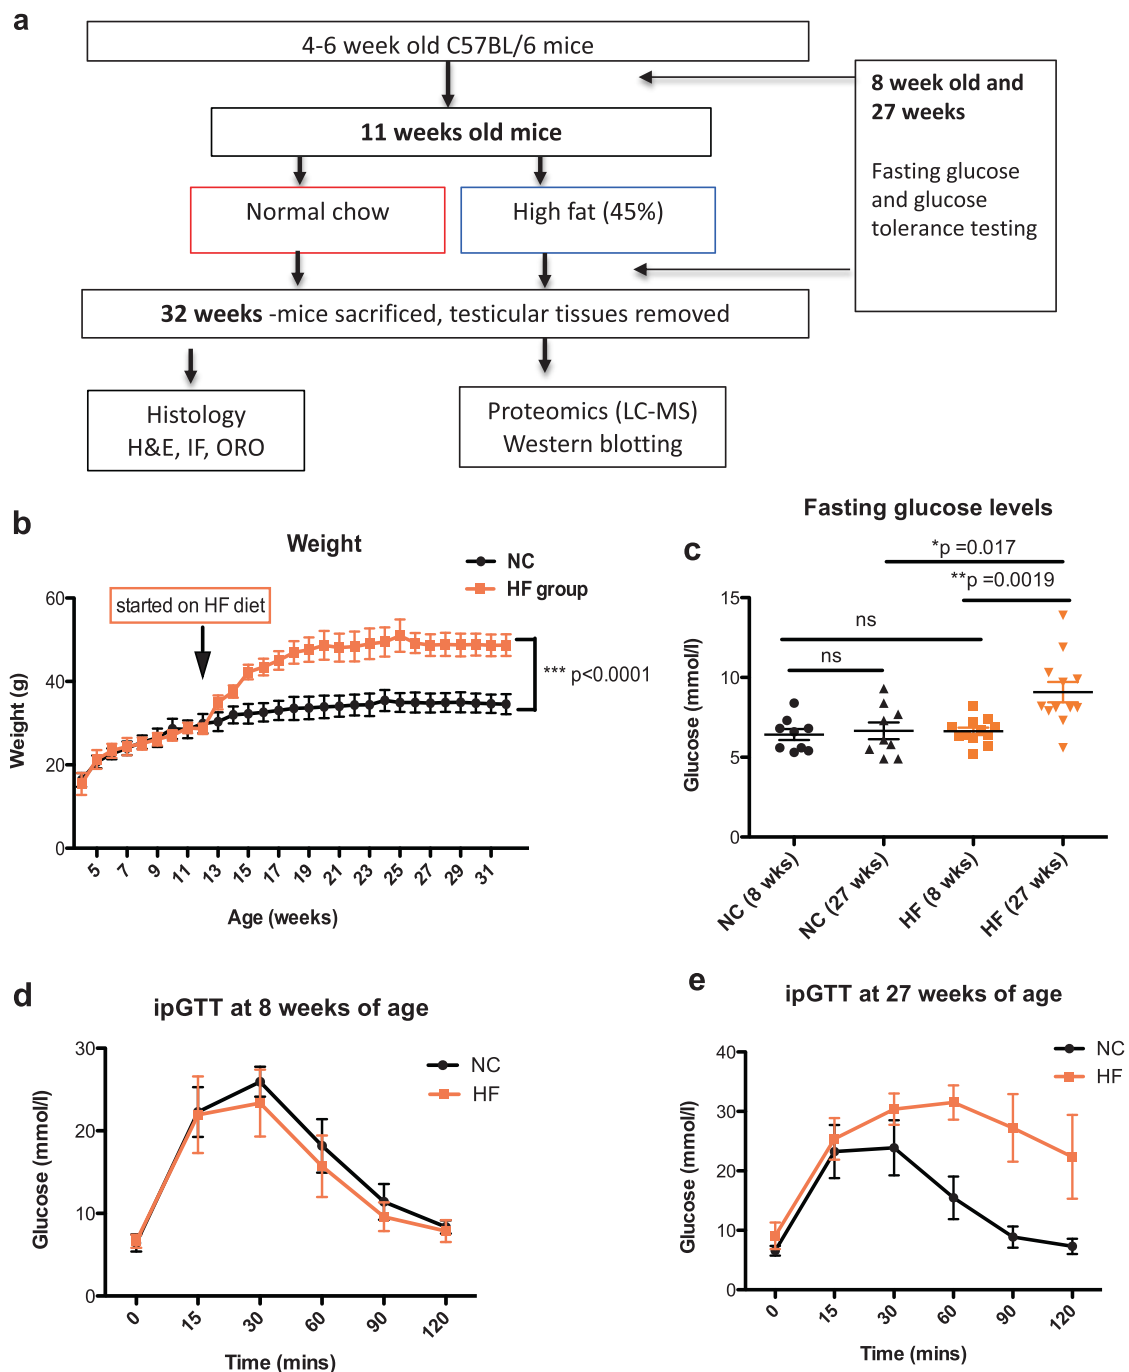 a
4-6 week old C57BL/6 mice
8 week old and
27 weeks
Fasting glucose
and glucose
tolerance testing
11 weeks old mice
Normal chow
High fat (45%)
32 weeks -mice sacrificed, testicular tissues removed
Histology
H&E, IF, ORO
Proteomics (LC-MS)
Western blotting
b
Weight
NC
HF group
started on HF diet
*** p<0.0001
Weight (g)
60
40
20
0
5 7 9 11 13 15 17 19 21 23 25 27 29 31
Age (weeks)
c
Fasting glucose levels
*p =0.017
**p =0.0019
ns
ns
Glucose (mmol/l)
15
10
5
0
NC (8 wks)
NC (27 wks)
HF (8 wks)
HF (27 wks)
d
ipGTT at 8 weeks of age
NC
HF
Glucose (mmol/l)
30
20
10
0
0 15 30 60 90 120
Time (mins)
e
ipGTT at 27 weeks of age
NC
HF
Glucose (mmol/l)
40
30
20
10
0
0 15 30 60 90 120
Time (mins)